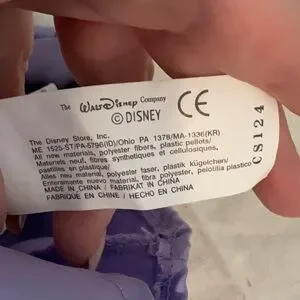 The Walt Disney Company
© DISNEY
CE
The Disney Store, Inc.
ME 1525-ST/PA-5796(ID)/Ohio PA 1378/MA-1336(KR)
All new materials, polyester fibers, plastic pellets/
Materiels neuf, fibres synthetiques et cellulosiques,
pastilles en plastique/
Alles neu material, polyester faser, plastik kügelchen/
Enteramente nuevo material, fibra polyester, pelotilla plastico
MADE IN CHINA / FABRIKAT IN CHINA
FABRIQUE EN CHINE / HECHO EN CHINA
CS124